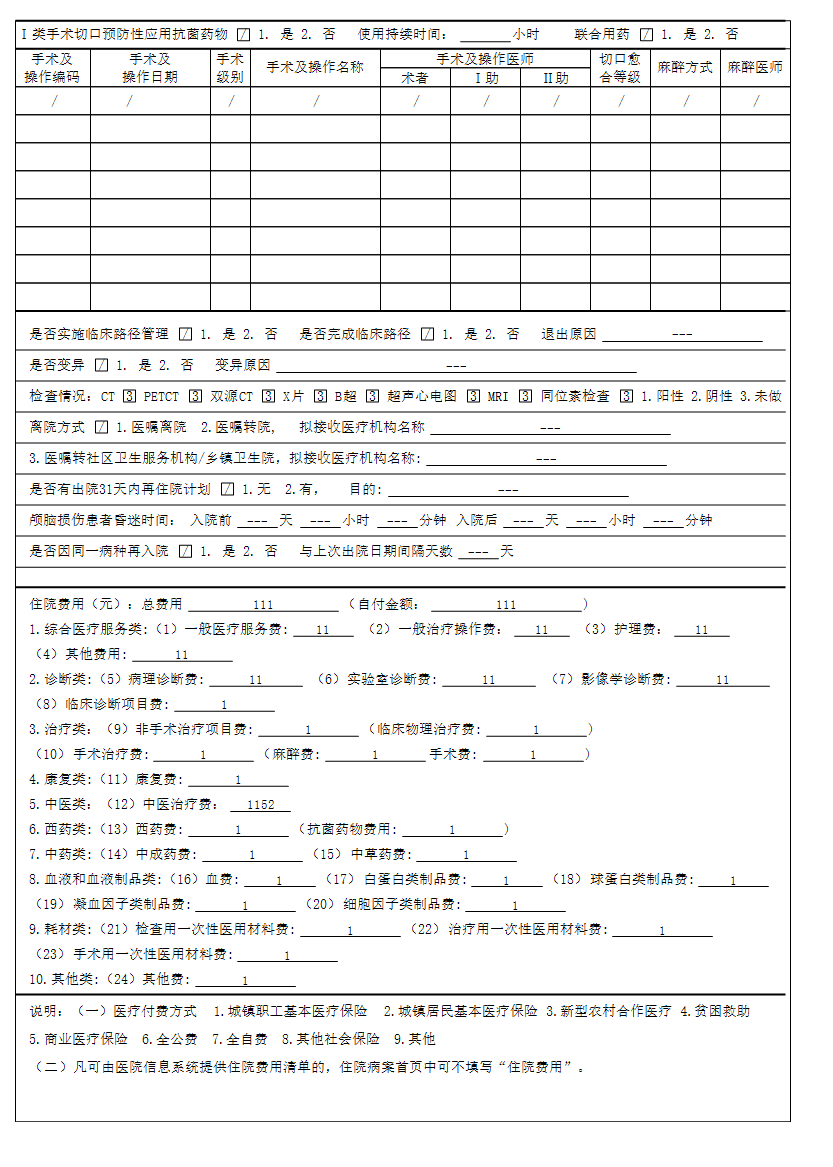 I类手术切口预防性应用抗菌药物 / 1. 是 2. 否 使用持续时间: ______小时 联合用药 / 1. 是 2. 否
手术及操作编码 手术及操作日期 手术级别 手术及操作名称 手术及操作医师 切口愈合等级 麻醉方式 麻醉医师
术者 I助 II助
/ / / / / / / / / /
是否实施临床路径管理 / 1. 是 2. 否 是否完成临床路径 / 1. 是 2. 否 退出原因 ---
是否变异 / 1. 是 2. 否 变异原因 ---
检查情况: CT 3 PETCT 3 双源CT 3 X片 3 B超 3 超声心电图 3 MRI 3 同位素检查 3 1.阳性 2.阴性 3.未做
离院方式 / 1.医嘱离院 2.医嘱转院, 拟接收医疗机构名称 ---
3.医嘱转社区卫生服务机构/乡镇卫生院, 拟接收医疗机构名称: ---
是否有出院31天内再住院计划 / 1.无 2.有, 目的: ---
颅脑损伤患者昏迷时间: 入院前 --- 天 --- 小时 --- 分钟 入院后 --- 天 --- 小时 --- 分钟
是否因同一病种再入院 / 1. 是 2. 否 与上次出院日期间隔天数 --- 天
住院费用（元）: 总费用 111 （自付金额: 111 ）
1.综合医疗服务类:（1）一般医疗服务费: 11 （2）一般治疗操作费: 11 （3）护理费: 11
（4）其他费用: 11
2.诊断类:（5）病理诊断费: 11 （6）实验室诊断费: 11 （7）影像学诊断费: 11
（8）临床诊断项目费: 1
3.治疗类:（9）非手术治疗项目费: 1 （临床物理治疗费: 1 ）
（10）手术治疗费: 1 （麻醉费: 1 手术费: 1 ）
4.康复类:（11）康复费: 1
5.中医类:（12）中医治疗费: 1152
6.西药类:（13）西药费: 1 （抗菌药物费用: 1 ）
7.中药类:（14）中成药费: 1 （15）中草药费: 1
8.血液和血液制品类:（16）血费: 1 （17）白蛋白类制品费: 1 （18）球蛋白类制品费: 1
（19）凝血因子类制品费: 1 （20）细胞因子类制品费: 1
9.耗材类:（21）检查用一次性医用材料费: 1 （22）治疗用一次性医用材料费: 1
（23）手术用一次性医用材料费: 1
10.其他类:（24）其他费: 1
说明:（一）医疗付费方式 1.城镇职工基本医疗保险 2.城镇居民基本医疗保险 3.新型农村合作医疗 4.贫困救助
5.商业医疗保险 6.全公费 7.全自费 8.其他社会保险 9.其他
（二）凡可由医院信息系统提供住院费用清单的，住院病案首页中可不填写“住院费用”。